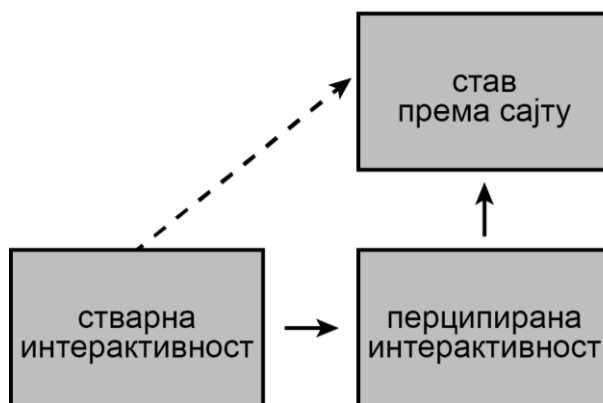 став
према сајту
стварна
интерактивност
перципирана
интерактивност